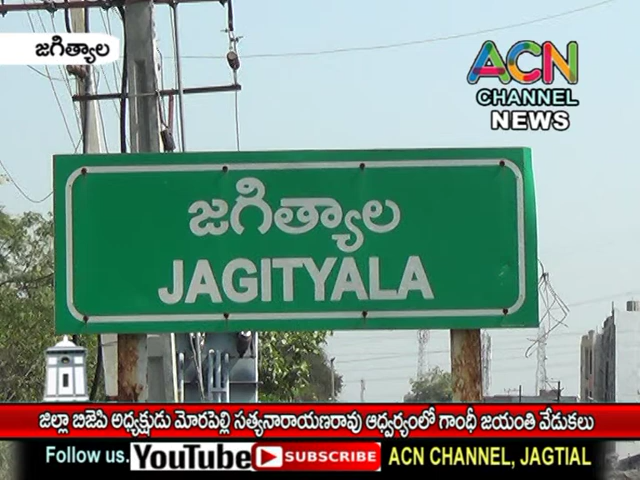 జగిత్యాల
ACN
CHANNEL
NEWS
జగిత్యాల
JAGITYALA
జిల్లా బిజెపి అధ్యక్షుడు మోరపెల్లి సత్యనారాయణరావు ఆధ్వర్యంలో గాంధీ జయంతి వేడుకలు
Follow us. YouTube SUBSCRIBE ACN CHANNEL, JAGTIAL